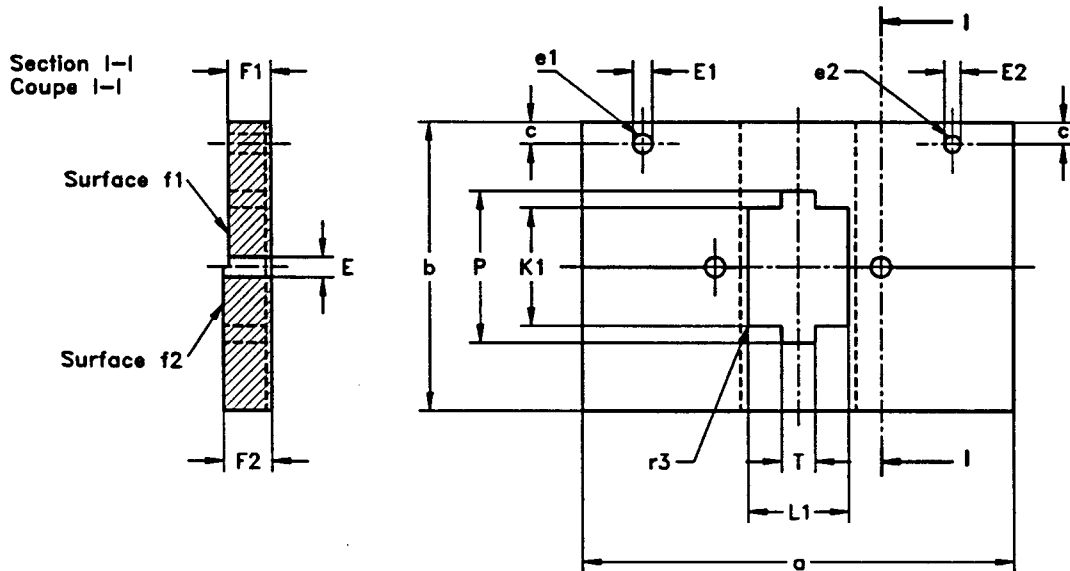 Section I-I
Coupe I-I
F1
e1
E1
e2
E2
I
c
c
Surface f1
E
b
P
K1
Surface f2
F2
r3
T
I
L1
a